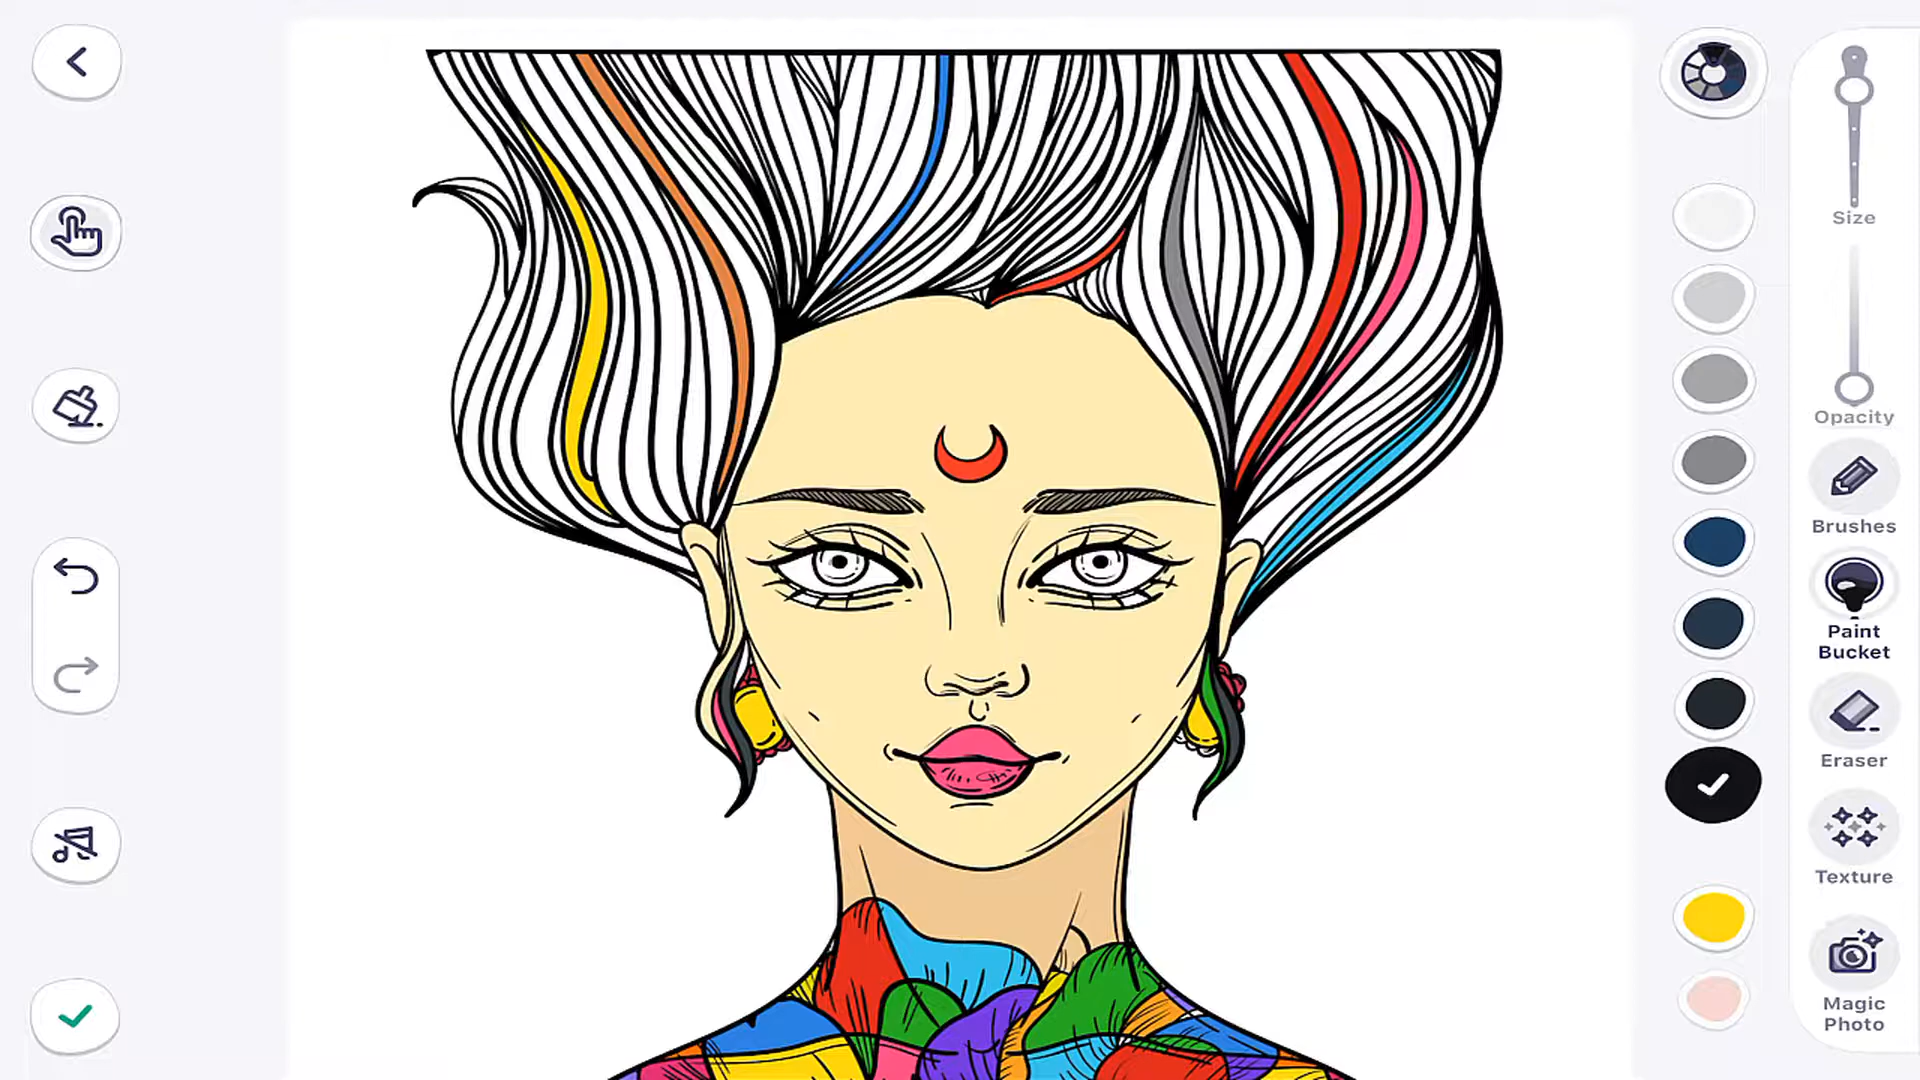 Size
Opacity
Brushes
Paint
Bucket
Eraser
Texture
Magic
Photo